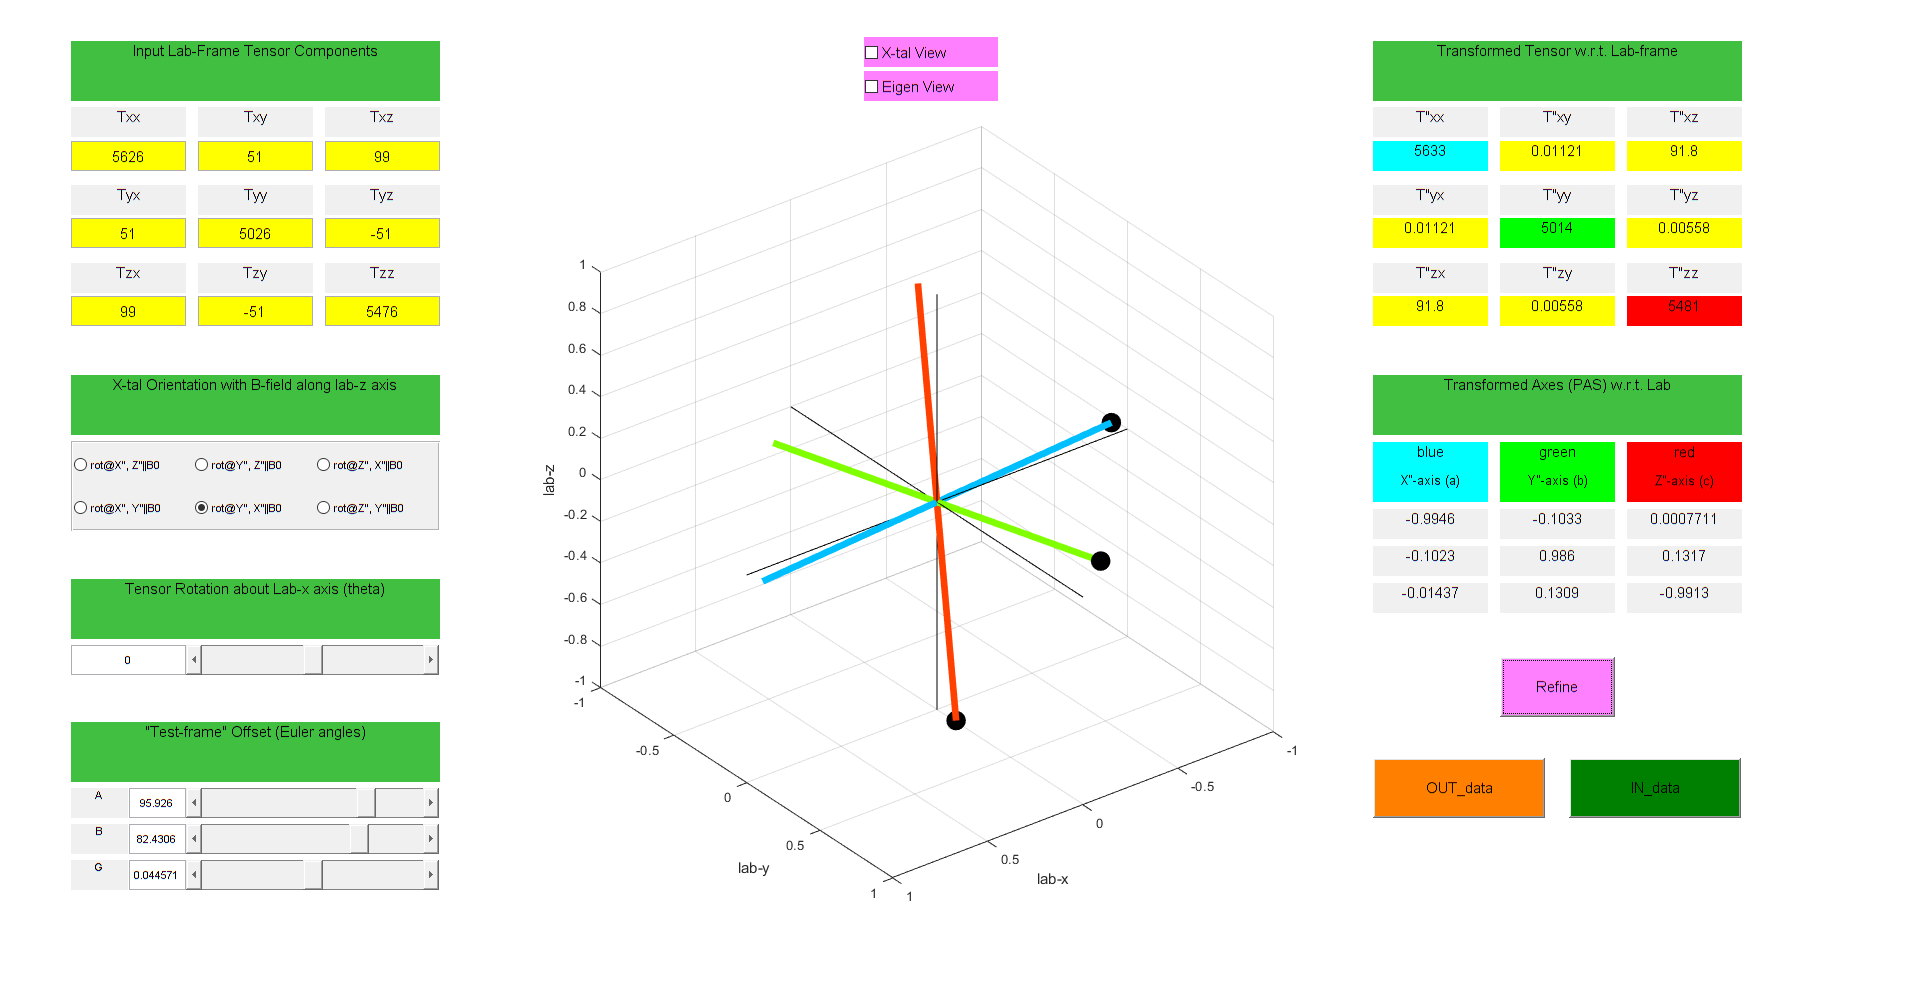 Input Lab-Frame Tensor Components
Txx Txy Txz
5626 51 99
Tyx Tyy Tyz
51 5026 -51
Tzx Tzy Tzz
99 -51 5476
X-tal Orientation with B-field along lab-z axis
rot@X", Z"||B0 rot@Y", Z"||B0 rot@Z", X"||B0
rot@X", Y"||B0 rot@Y", X"||B0 rot@Z", Y"||B0
Tensor Rotation about Lab-x axis (theta)
0
"Test-frame" Offset (Euler angles)
A 95.926
B 82.4306
G 0.044571
X-tal View
Eigen View
1
0.8
0.6
0.4
0.2
0
-0.2
-0.4
-0.6
-0.8
-1
lab-z
-1
-0.5
0
0.5
1
lab-y
1
0.5
0
-0.5
-1
lab-x
Transformed Tensor w.r.t. Lab-frame
T"xx T"xy T"xz
5633 0.01121 91.8
T"yx T"yy T"yz
0.01121 5014 0.00558
T"zx T"zy T"zz
91.8 0.00558 5481
Transformed Axes (PAS) w.r.t. Lab
blue green red
X"-axis (a) Y"-axis (b) Z"-axis (c)
-0.9946 -0.1033 0.0007711
-0.1023 0.986 0.1317
-0.01437 0.1309 -0.9913
Refine
OUT_data IN_data